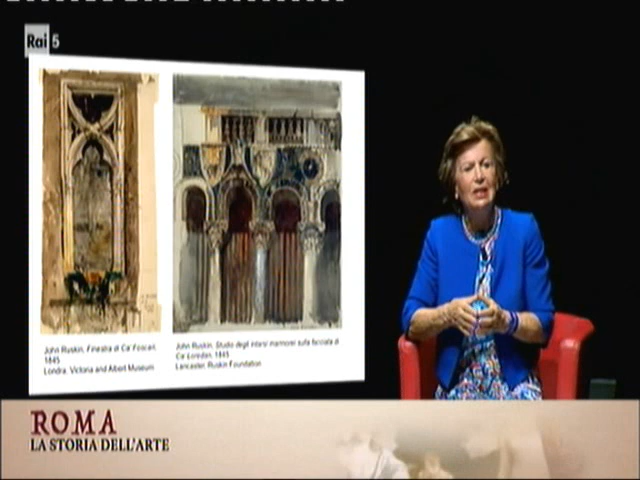 Rai 5
John Ruskin, Finestra di Ca' Foscari,
1845
Londra, Victoria and Albert Museum
John Ruskin, Studio degli intarsi marmorei sulla facciata di
Ca' Loredan, 1845
Lancaster, Ruskin Foundation
ROMA
LA STORIA DELL'ARTE